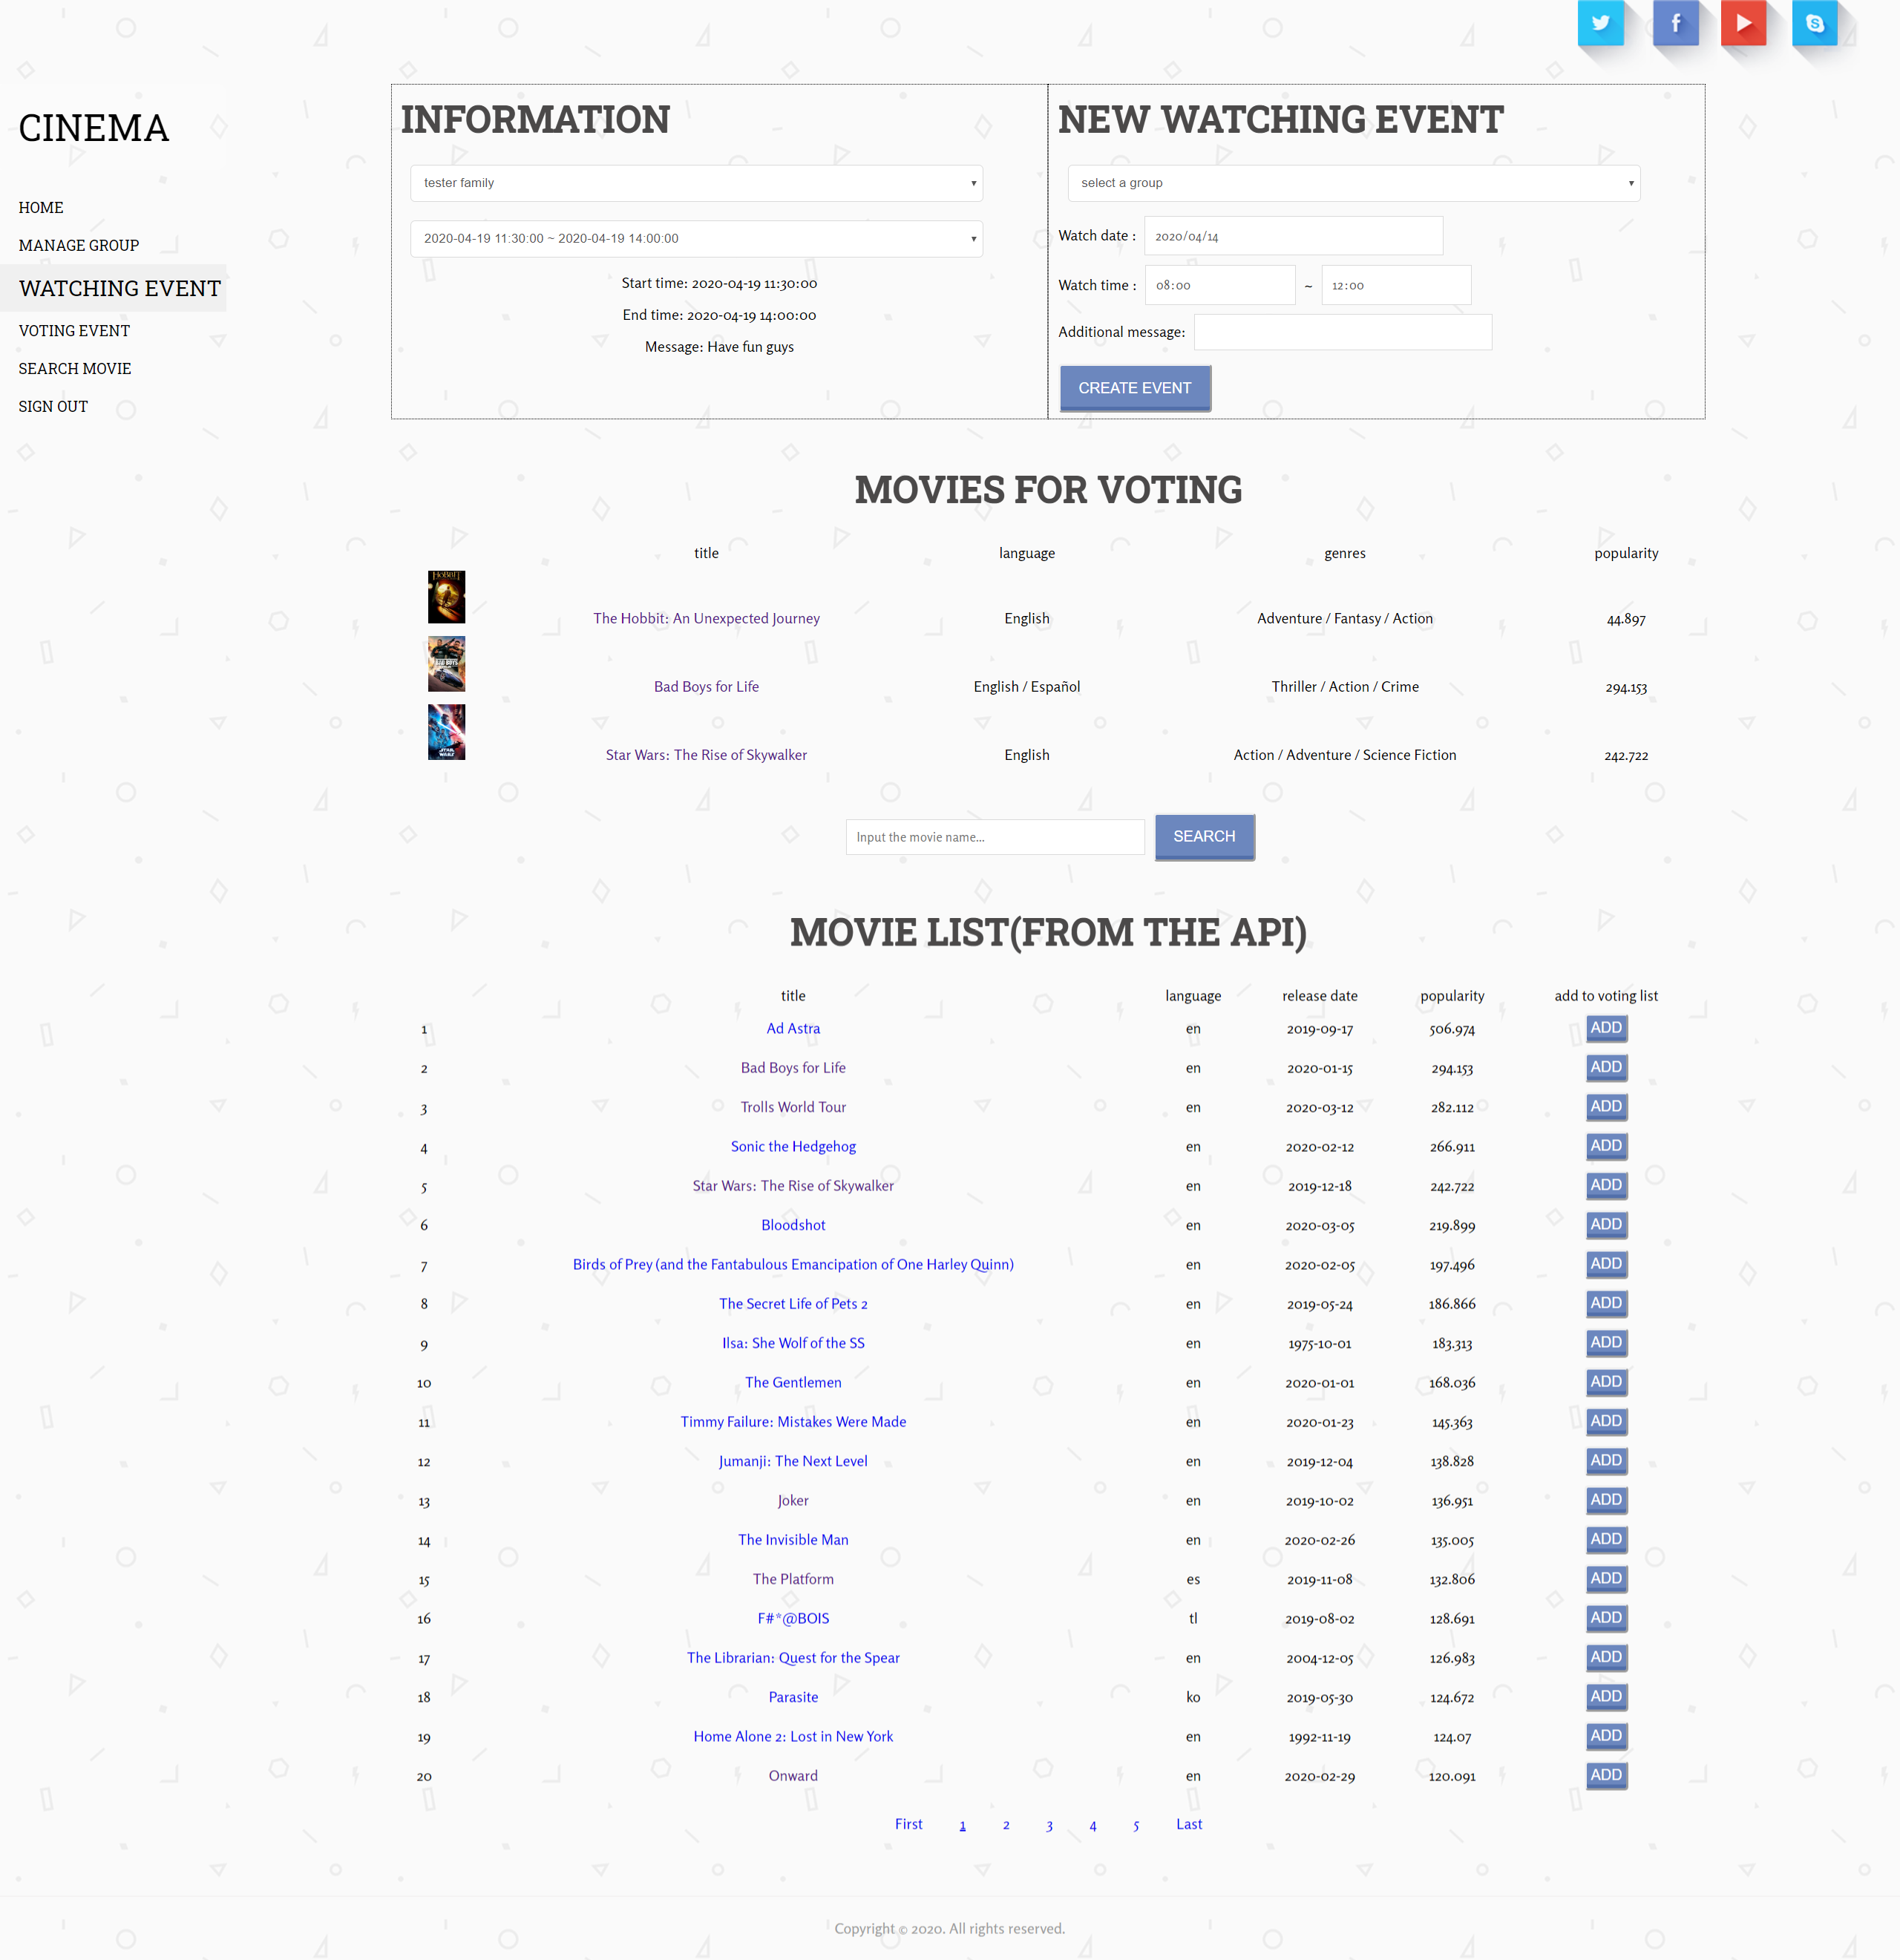 CINEMA
HOME
MANAGE GROUP
WATCHING EVENT
VOTING EVENT
SEARCH MOVIE
SIGN OUT
INFORMATION
tester family
2020-04-19 11:30:00 ~ 2020-04-19 14:00:00
Start time: 2020-04-19 11:30:00
End time: 2020-04-19 14:00:00
Message: Have fun guys
NEW WATCHING EVENT
select a group
Watch date : 2020/04/14
Watch time : 08:00 ~ 12:00
Additional message:
CREATE EVENT
MOVIES FOR VOTING
title language genres popularity
The Hobbit: An Unexpected Journey English Adventure / Fantasy / Action 44.897
Bad Boys for Life English / Español Thriller / Action / Crime 294.153
Star Wars: The Rise of Skywalker English Action / Adventure / Science Fiction 242.722
Input the movie name... SEARCH
MOVIE LIST(FROM THE API)
title language release date popularity add to voting list
1 Ad Astra en 2019-09-17 506.974 ADD
2 Bad Boys for Life en 2020-01-15 294.153 ADD
3 Trolls World Tour en 2020-03-12 282.112 ADD
4 Sonic the Hedgehog en 2020-02-12 266.911 ADD
5 Star Wars: The Rise of Skywalker en 2019-12-18 242.722 ADD
6 Bloodshot en 2020-03-05 219.899 ADD
7 Birds of Prey (and the Fantabulous Emancipation of One Harley Quinn) en 2020-02-05 197.496 ADD
8 The Secret Life of Pets 2 en 2019-05-24 186.866 ADD
9 Ilsa: She Wolf of the SS en 1975-10-01 183.313 ADD
10 The Gentlemen en 2020-01-01 168.036 ADD
11 Timmy Failure: Mistakes Were Made en 2020-01-23 145.363 ADD
12 Jumanji: The Next Level en 2019-12-04 138.828 ADD
13 Joker en 2019-10-02 136.951 ADD
14 The Invisible Man en 2020-02-26 135.005 ADD
15 The Platform es 2019-11-08 132.806 ADD
16 F#*@BOIS tl 2019-08-02 128.691 ADD
17 The Librarian: Quest for the Spear en 2004-12-05 126.983 ADD
18 Parasite ko 2019-05-30 124.672 ADD
19 Home Alone 2: Lost in New York en 1992-11-19 124.07 ADD
20 Onward en 2020-02-29 120.091 ADD
First 1 2 3 4 5 Last
Copyright © 2020. All rights reserved.